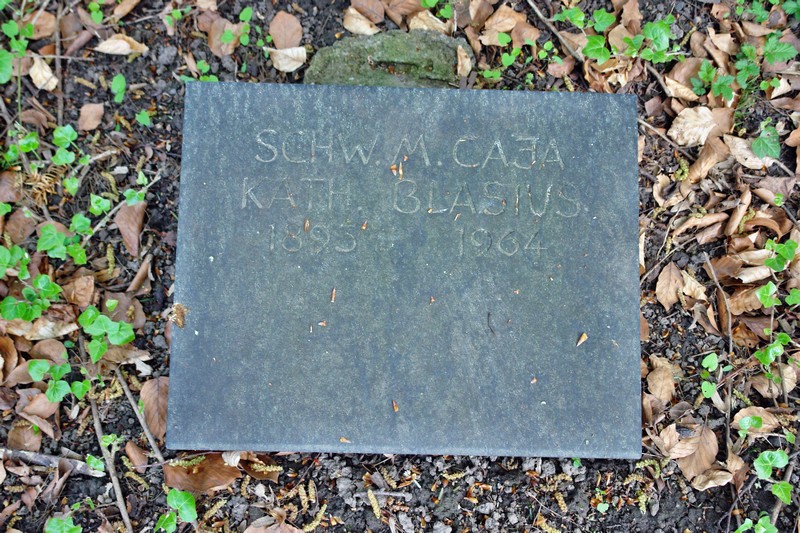 SCHW. M. CAJA
KATH. BLASIUS
1893 - 1964